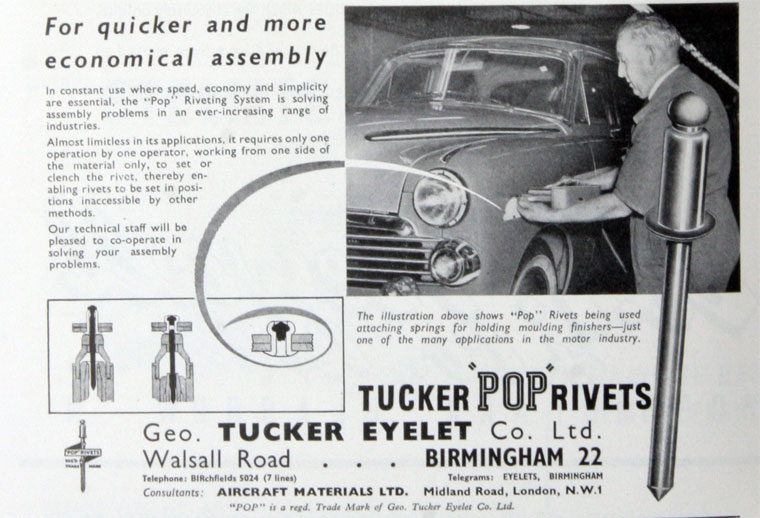 For quicker and more
economical assembly
In constant use where speed, economy and simplicity
are essential, the "Pop" Riveting System is solving
assembly problems in an ever-increasing range of
industries.
Almost limitless in its applications, it requires only one
operation by one operator, working from one side of
the material only, to set or
clench the rivet, thereby en-
abling rivets to be set in posi-
tions inaccessible by other
methods.
Our technical staff will be
pleased to co-operate in
solving your assembly
problems.
The illustration above shows "Pop" Rivets being used
attaching springs for holding moulding finishers—just
one of the many applications in the motor industry.
TUCKER "POP" RIVETS
Geo. TUCKER EYELET Co. Ltd.
Walsall Road . . . BIRMINGHAM 22
Telephone: BIRchfields 5024 (7 lines) Telegrams: EYELETS, BIRMINGHAM
Consultants: AIRCRAFT MATERIALS LTD. Midland Road, London, N.W.1
"POP" is a regd. Trade Mark of Geo. Tucker Eyelet Co. Ltd.
"POP" RIVETS
REG'D
TRADE MARK